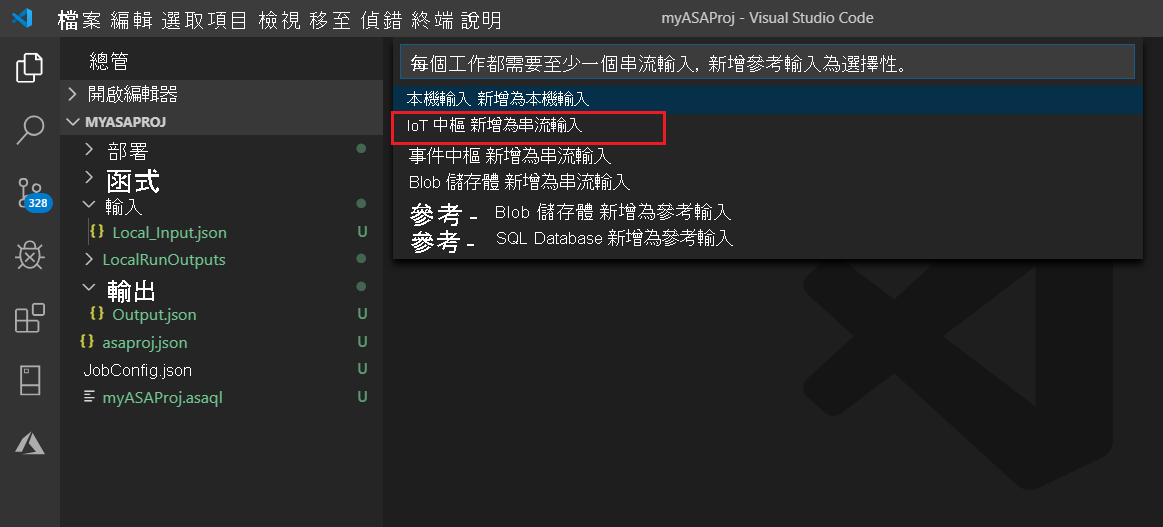 檔案 編輯 選取項目 檢視 移至 偵錯 終端 說明 myASAProj - Visual Studio Code
總管
開啟編輯器
MYASAPROJ
部署
函式
輸入
Local_Input.json U
LocalRunOutputs
輸出
Output.json U
asaproj.json U
JobConfig.json U
myASAProj.asaql U
328
每個工作都需要至少一個串流輸入, 新增參考輸入為選擇性。
本機輸入 新增為本機輸入
IoT 中樞 新增為串流輸入
事件中樞 新增為串流輸入
Blob 儲存體 新增為串流輸入
參考 - Blob 儲存體 新增為參考輸入
參考 - SQL Database 新增為參考輸入